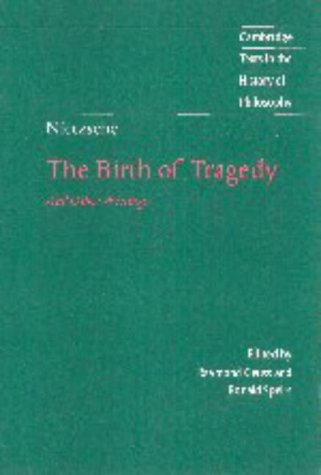 Cambridge
Texts in the
History of
Philosophy
Nietzsche
The Birth of Tragedy
and Other Writings
Edited by
Raymond Geuss and
Ronald Speirs